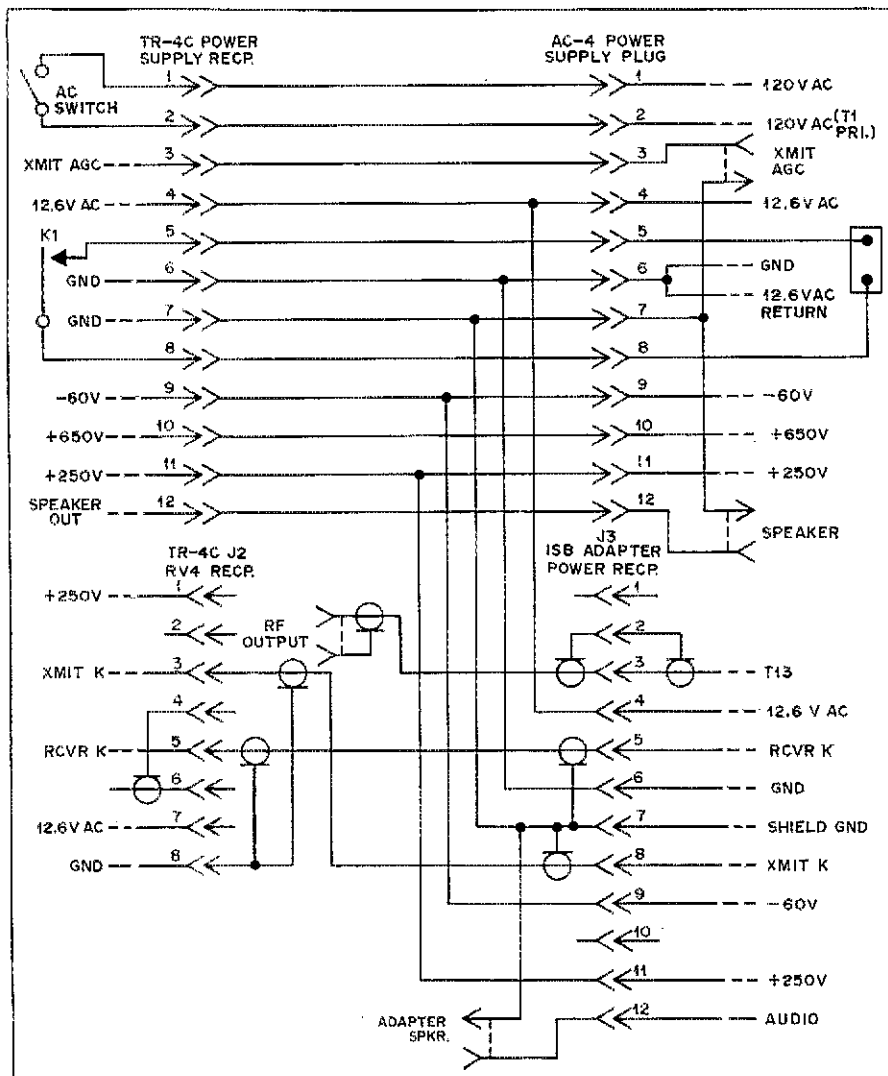 TR-4C POWER
SUPPLY RECP.
AC-4 POWER
SUPPLY PLUG
AC
SWITCH
1
1
120VAC
2
2
120VAC (T1
PRI.)
XMIT AGC
3
3
XMIT
AGC
12.6V AC
4
4
12.6V AC
K1
5
5
GND
6
6
GND
12.6VAC
RETURN
GND
7
7
8
8
-60V
9
9
-60V
+650V
10
10
+650V
+250V
11
11
+250V
SPEAKER
OUT
12
12
SPEAKER
TR-4C J2
RV4 RECP.
J3
ISB ADAPTER
POWER RECP.
+250V
1
1
2
RF
OUTPUT
2
XMIT K
3
3
T13
4
4
12.6 V AC
RCVR K
5
5
RCVR K
6
6
GND
12.6V AC
7
7
SHIELD GND
GND
8
8
XMIT K
9
-60V
10
11
+250V
ADAPTER
SPKR.
12
AUDIO